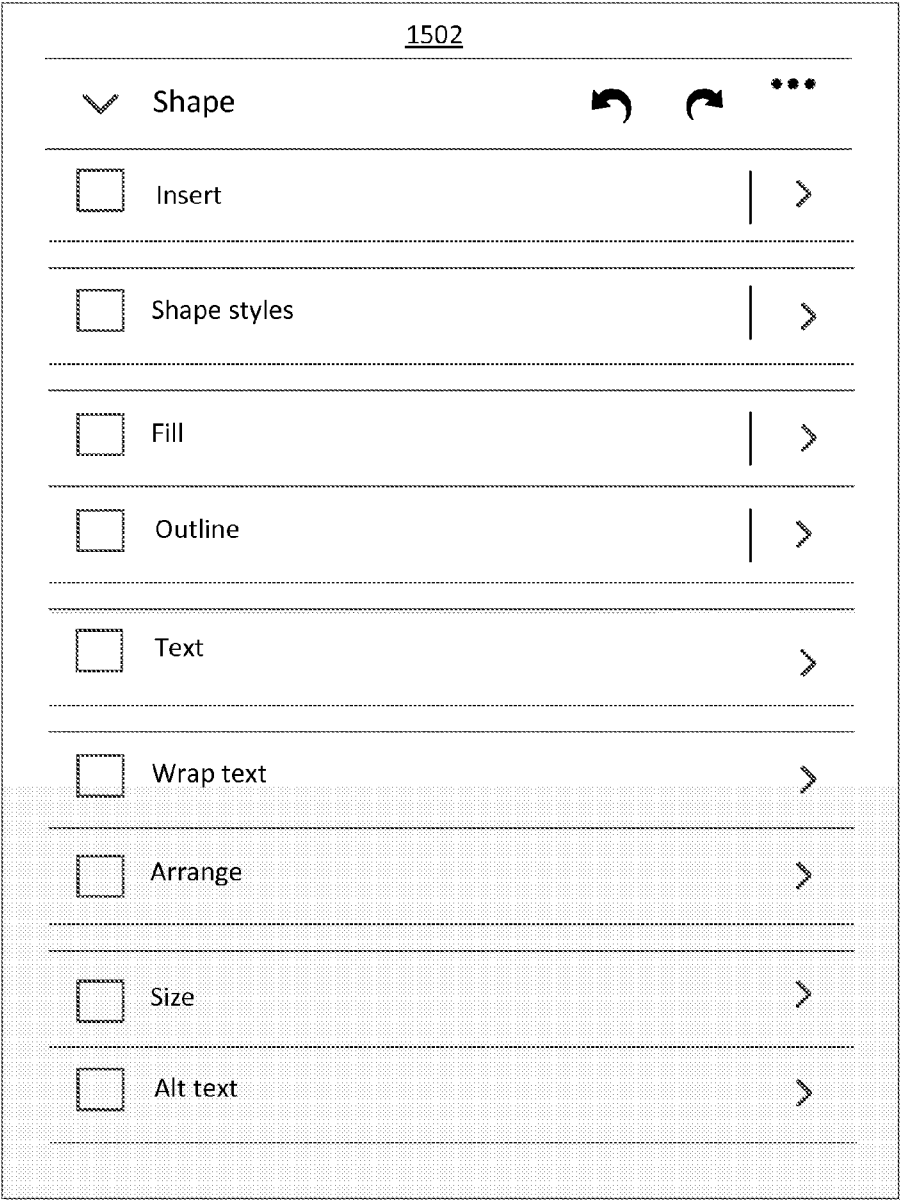 1502
Shape
Insert
Shape styles
Fill
Outline
Text
Wrap text
Arrange
Size
Alt text